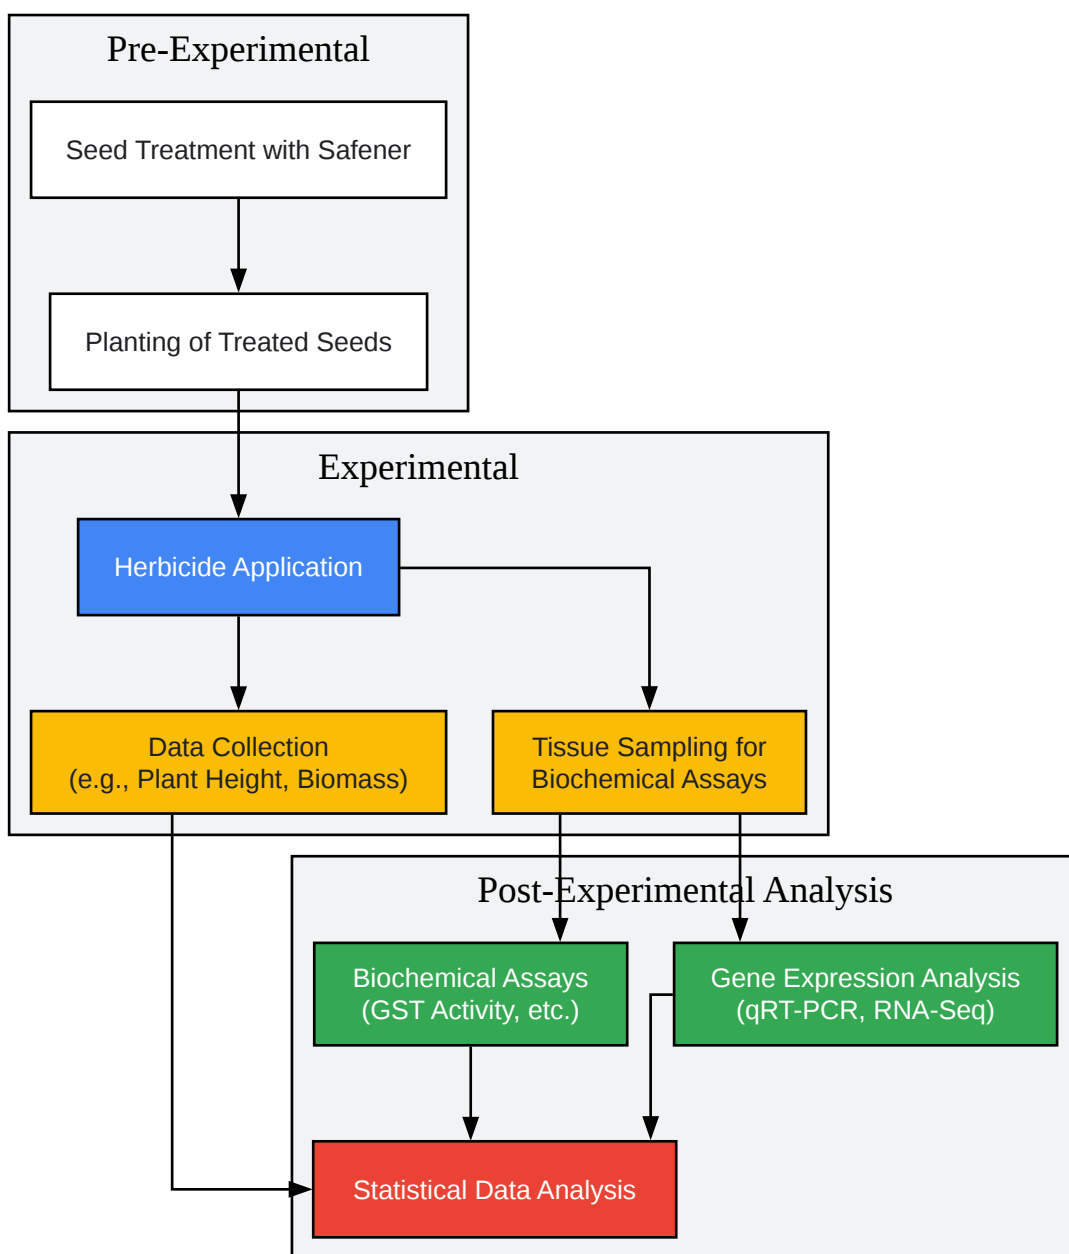 Pre-Experimental
Seed Treatment with Safener
Planting of Treated Seeds
Experimental
Herbicide Application
Data Collection
(e.g., Plant Height, Biomass)
Tissue Sampling for
Biochemical Assays
Post-Experimental Analysis
Biochemical Assays
(GST Activity, etc.)
Gene Expression Analysis
(qRT-PCR, RNA-Seq)
Statistical Data Analysis